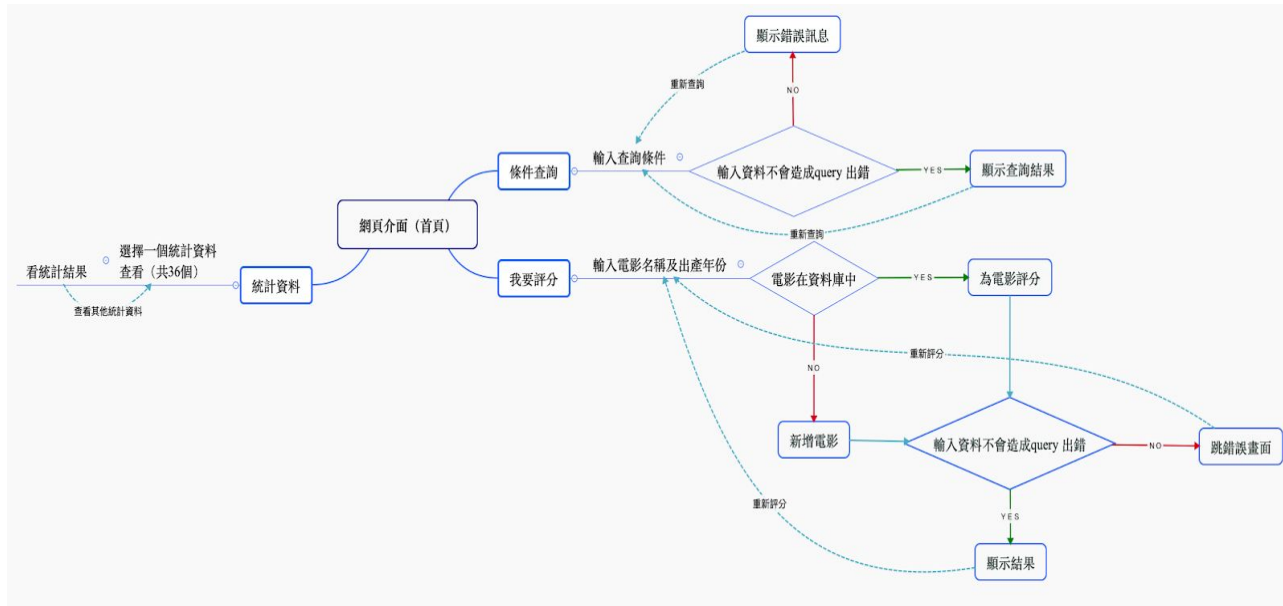 顯示錯誤訊息
重新查詢
NO
條件查詢
輸入查詢條件
輸入資料不會造成query 出錯
YES
顯示查詢結果
重新查詢
網頁介面（首頁）
看統計結果
選擇一個統計資料
查看（共36個）
查看其他統計資料
統計資料
我要評分
輸入電影名稱及出產年份
電影在資料庫中
YES
為電影評分
重新評分
NO
新增電影
輸入資料不會造成query 出錯
NO
跳錯誤畫面
重新評分
YES
顯示結果